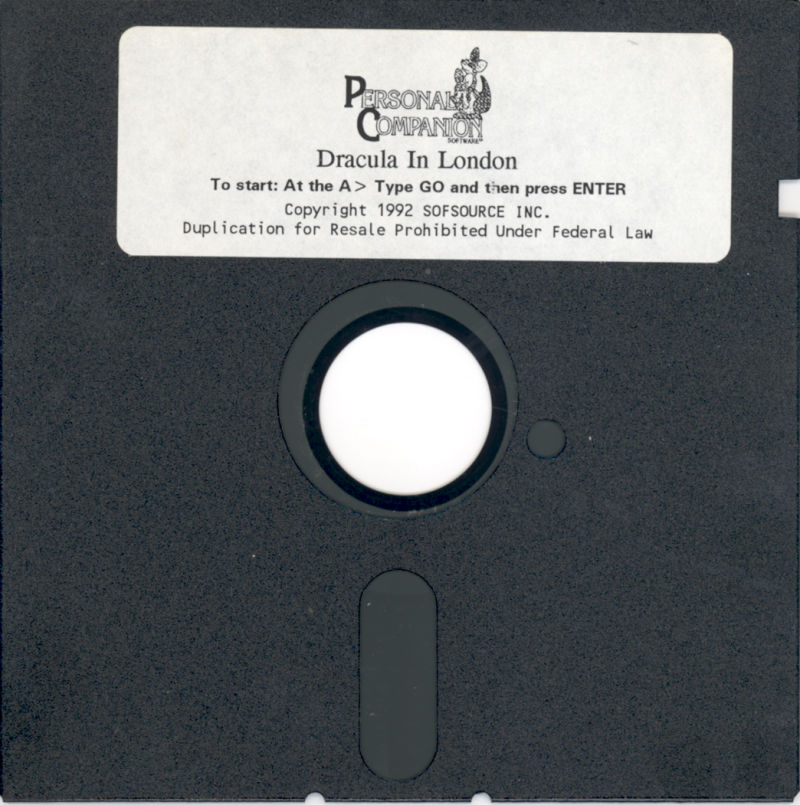 PERSONAL
COMPANION
SOFTWARE™
Dracula In London
To start: At the A> Type GO and then press ENTER
Copyright 1992 SOFSOURCE INC.
Duplication for Resale Prohibited Under Federal Law